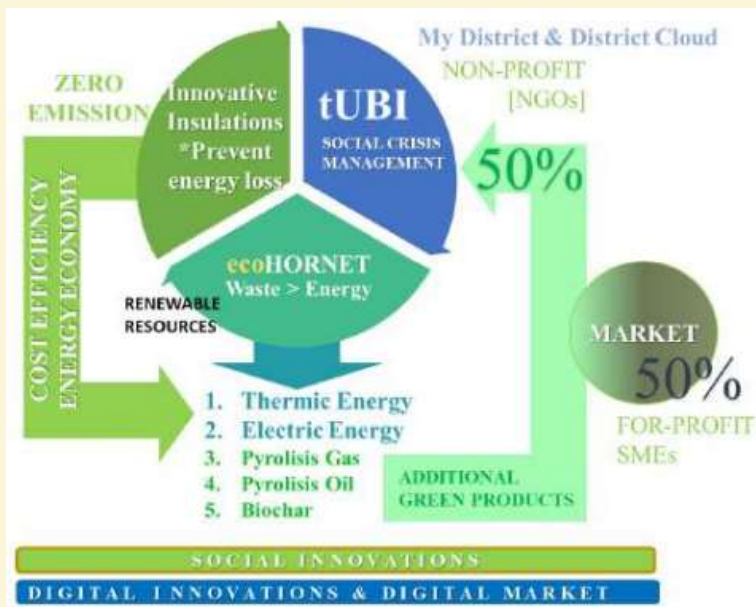 My District & District Cloud
ZERO
EMISSION
NON-PROFIT
[NGOs]
Innovative
Insulations
*Prevent
energy loss
tUBI
SOCIAL CRISIS
MANAGEMENT
50%
COST EFFICIENCY
ENERGY ECONOMY
ecoHORNET
Waste > Energy
RENEWABLE
RESOURCES
MARKET
50%
FOR-PROFIT
SMEs
1. Thermic Energy
2. Electric Energy
3. Pyrolisis Gas
4. Pyrolisis Oil
5. Biochar
ADDITIONAL
GREEN PRODUCTS
SOCIAL INNOVATIONS
DIGITAL INNOVATIONS & DIGITAL MARKET